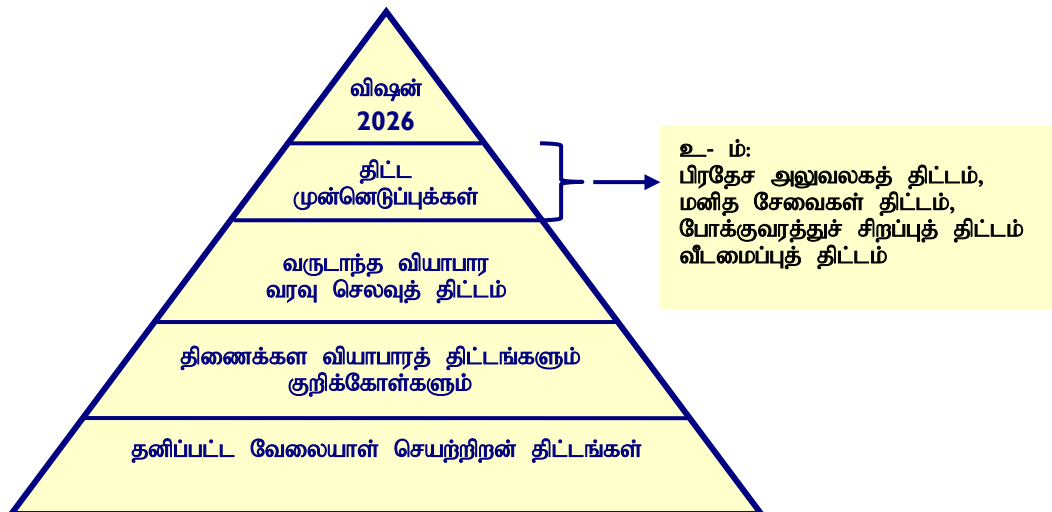 விஷன்
2026
திட்ட
முன்னெடுப்புக்கள்
உ- ம்:
பிரதேச அலுவலகத் திட்டம்,
மனித சேவைகள் திட்டம்,
போக்குவரத்துச் சிறப்புத் திட்டம்
வீடமைப்புத் திட்டம்
வருடாந்த வியாபார
வரவு செலவுத் திட்டம்
திணைக்கள வியாபாரத் திட்டங்களும்
குறிக்கோள்களும்
தனிப்பட்ட வேலையாள் செயற்றிறன் திட்டங்கள்